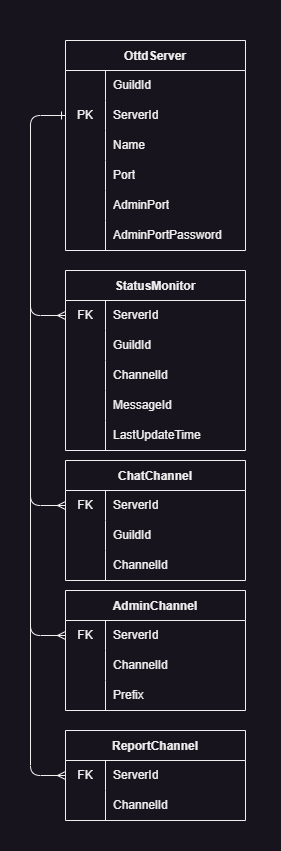 OttdServer
GuildId
PK ServerId
Name
Port
AdminPort
AdminPortPassword
StatusMonitor
FK ServerId
GuildId
ChannelId
MessageId
LastUpdateTime
ChatChannel
FK ServerId
GuildId
ChannelId
AdminChannel
FK ServerId
ChannelId
Prefix
ReportChannel
FK ServerId
ChannelId